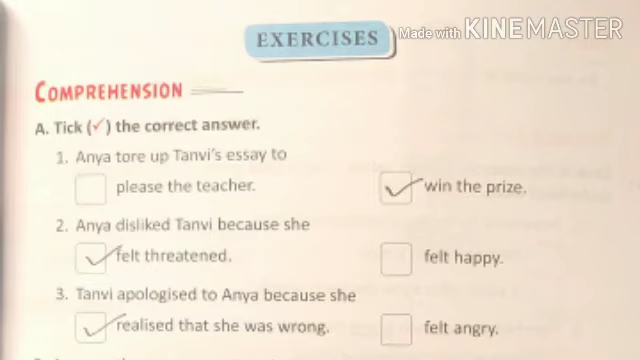 EXERCISES
Made with KINEMASTER
COMPREHENSION
A. Tick (✓) the correct answer.
1. Anya tore up Tanvi's essay to
please the teacher. ✓ win the prize.
2. Anya disliked Tanvi because she
✓ felt threatened. felt happy.
3. Tanvi apologised to Anya because she
✓ realised that she was wrong. felt angry.